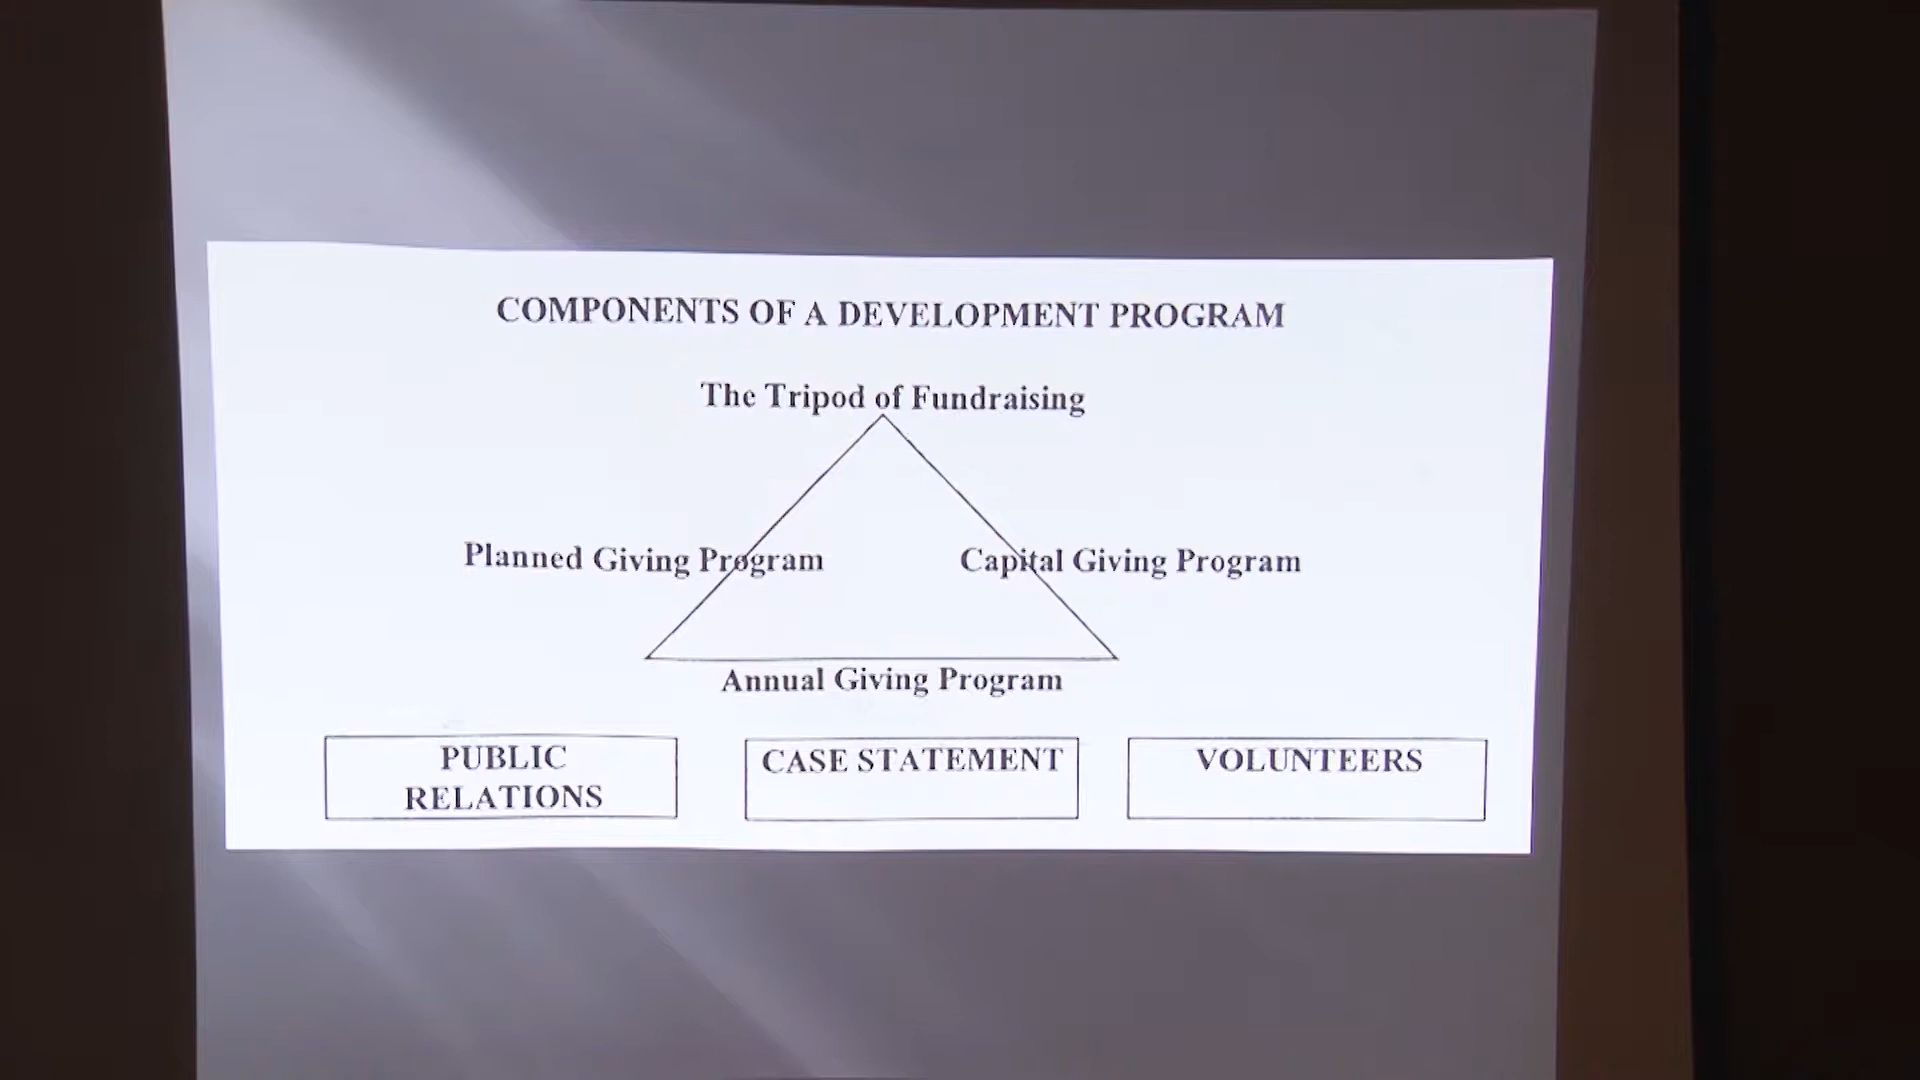 COMPONENTS OF A DEVELOPMENT PROGRAM
The Tripod of Fundraising
Planned Giving Program
Capital Giving Program
Annual Giving Program
PUBLIC
RELATIONS
CASE STATEMENT
VOLUNTEERS